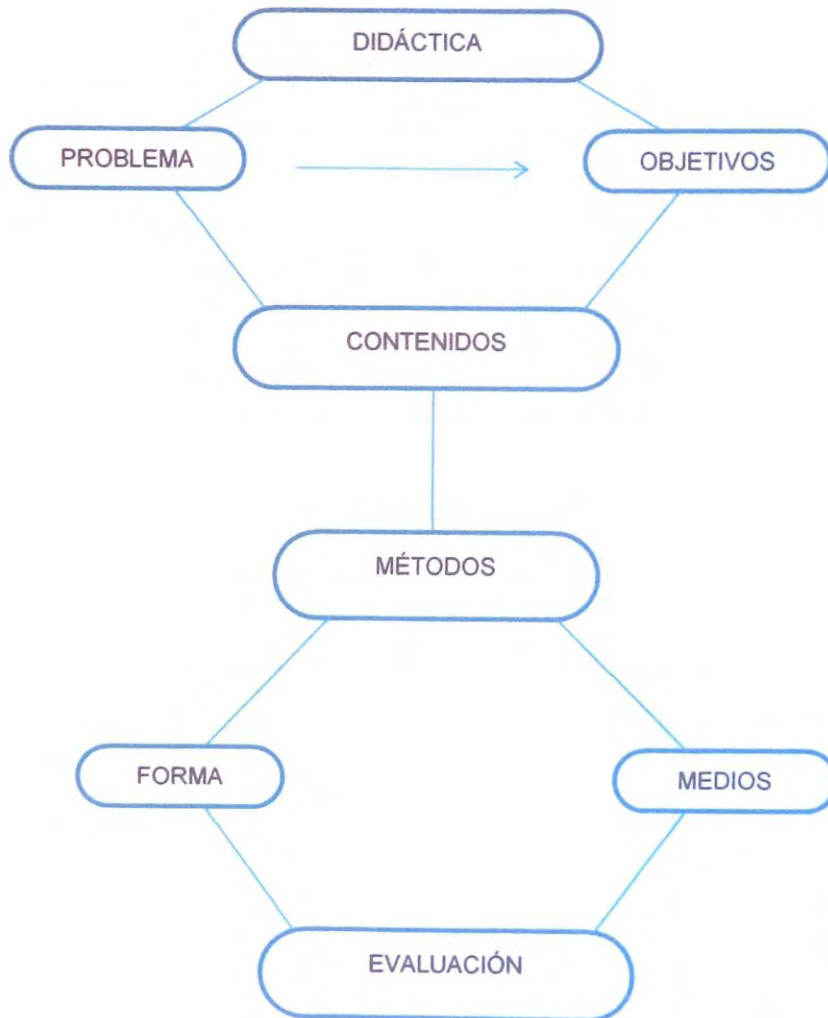 DIDÁCTICA
PROBLEMA
OBJETIVOS
CONTENIDOS
MÉTODOS
FORMA
MEDIOS
EVALUACIÓN